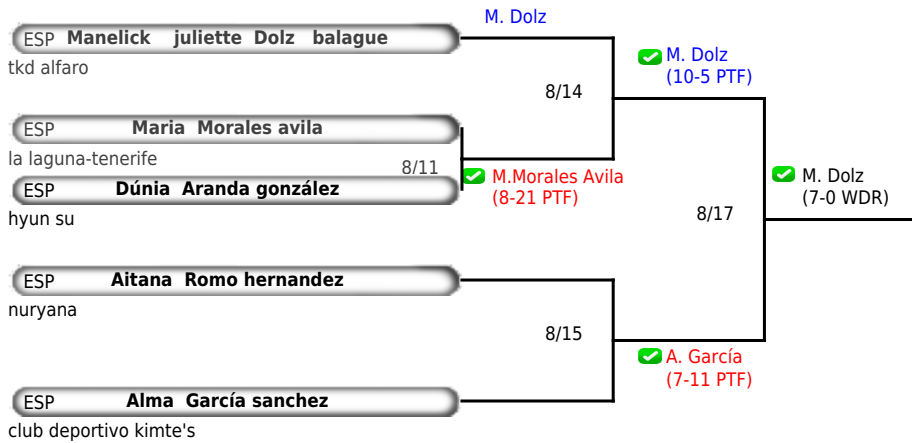 M. Dolz
ESP Manelick juliette Dolz balague
tkd alfaro
M. Dolz
(10-5 PTF)
8/14
ESP Maria Morales avila
la laguna-tenerife
8/11
M.Morales Avila
(8-21 PTF)
ESP Dúnia Aranda gonzález
hyun su
M. Dolz
(7-0 WDR)
8/17
ESP Aitana Romo hernandez
nuryana
8/15
A. García
(7-11 PTF)
ESP Alma García sanchez
club deportivo kimte's